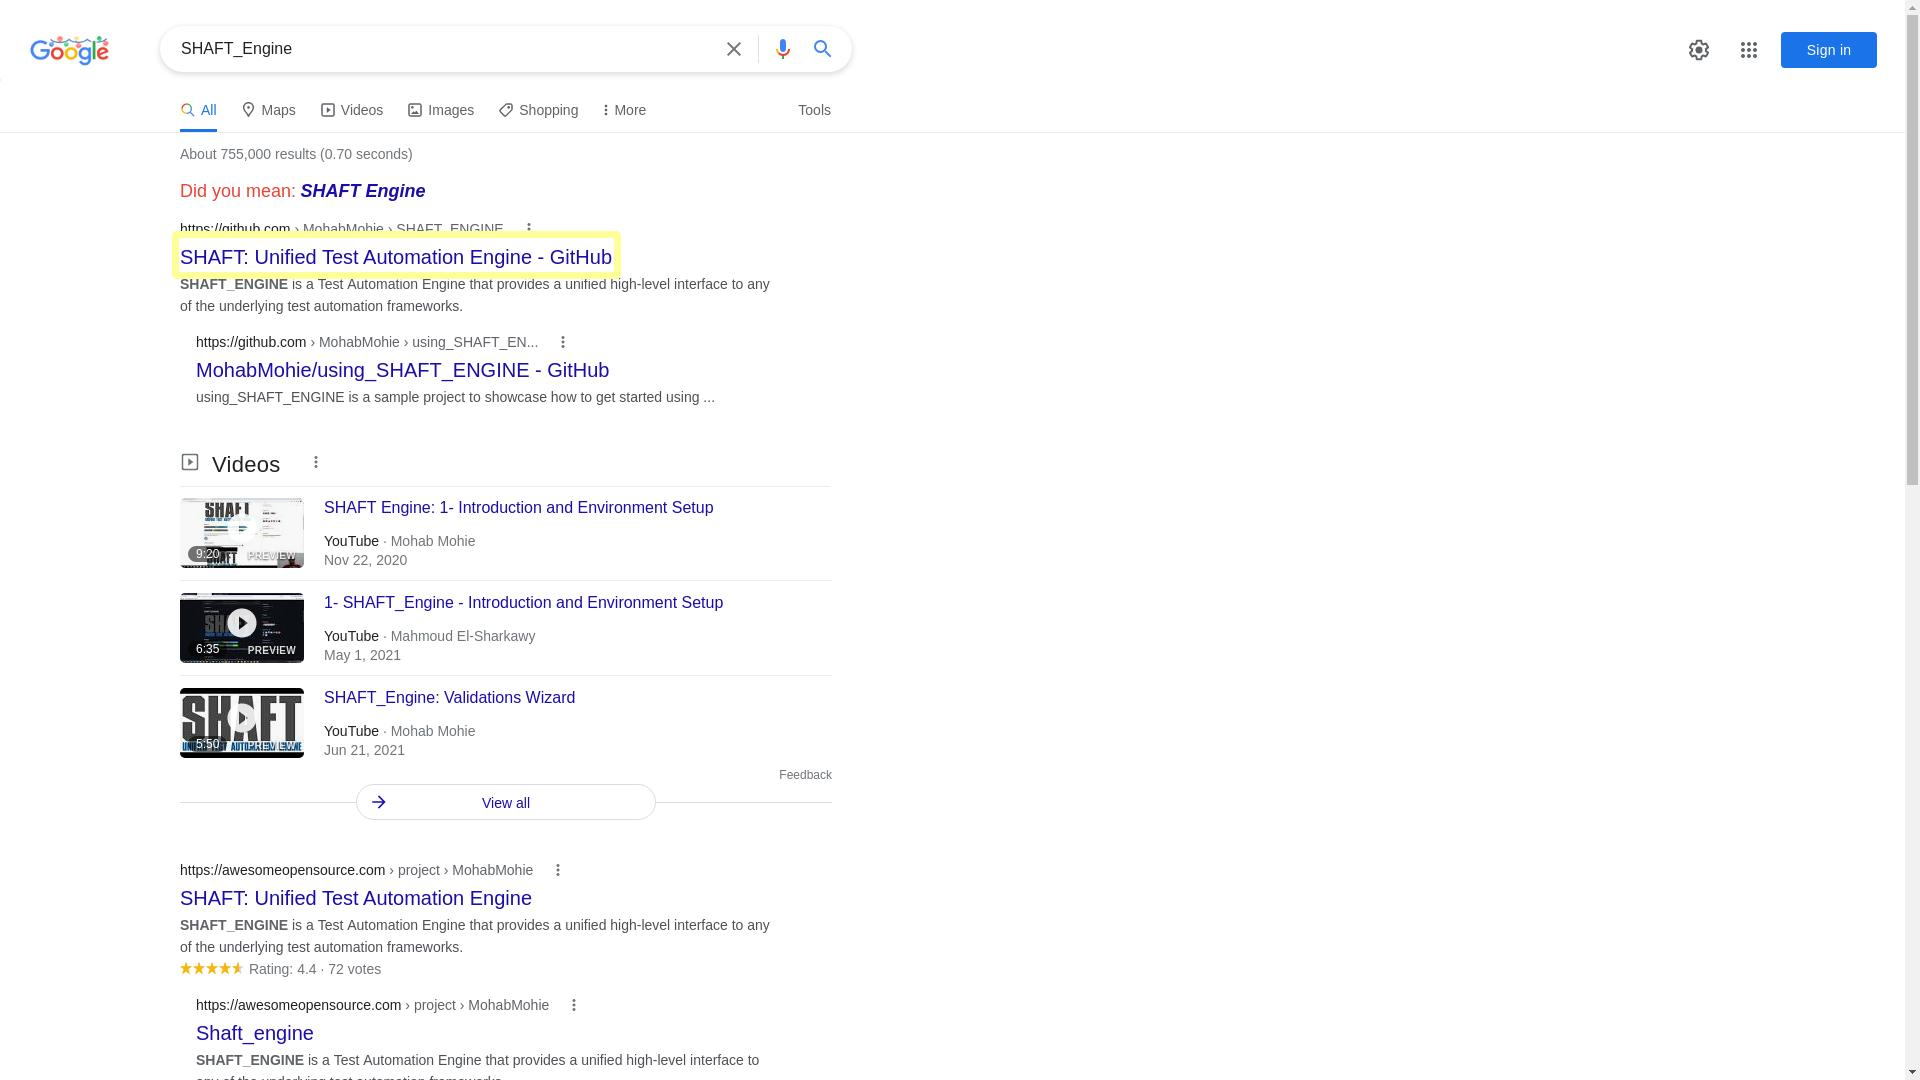 Google
SHAFT_Engine
Sign in
All
Maps
Videos
Images
Shopping
More
Tools
About 755,000 results (0.70 seconds)
Did you mean: SHAFT Engine
https://github.com › MohabMohie › SHAFT_ENGINE
SHAFT: Unified Test Automation Engine - GitHub
SHAFT_ENGINE is a Test Automation Engine that provides a unified high-level interface to any
of the underlying test automation frameworks.
https://github.com › MohabMohie › using_SHAFT_EN...
MohabMohie/using_SHAFT_ENGINE - GitHub
using_SHAFT_ENGINE is a sample project to showcase how to get started using ...
Videos
SHAFT
9:20
PREVIEW
SHAFT Engine: 1- Introduction and Environment Setup
YouTube · Mohab Mohie
Nov 22, 2020
6:35
PREVIEW
1- SHAFT_Engine - Introduction and Environment Setup
YouTube · Mahmoud El-Sharkawy
May 1, 2021
SHAFT
5:50
PREVIEW
SHAFT_Engine: Validations Wizard
YouTube · Mohab Mohie
Jun 21, 2021
Feedback
View all
https://awesomeopensource.com › project › MohabMohie
SHAFT: Unified Test Automation Engine
SHAFT_ENGINE is a Test Automation Engine that provides a unified high-level interface to any
of the underlying test automation frameworks.
Rating: 4.4 · 72 votes
https://awesomeopensource.com › project › MohabMohie
Shaft_engine
SHAFT_ENGINE is a Test Automation Engine that provides a unified high-level interface to
any of the underlying test automation frameworks.